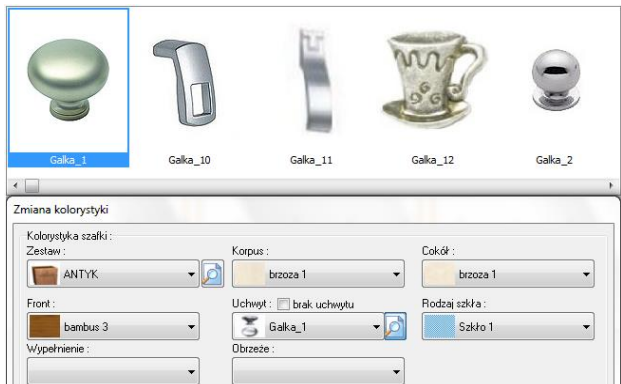 Galka_1 Galka_10 Galka_11 Galka_12 Galka_2
Zmiana kolorystyki
Kolorystyka szafki :
Zestaw : Korpus : Cokół :
ANTYK brzoza 1 brzoza 1
Front : Uchwyt : brak uchwytu Rodzaj szkła :
bambus 3 Galka_1 Szkło 1
Wypełnienie : Obrzeże :